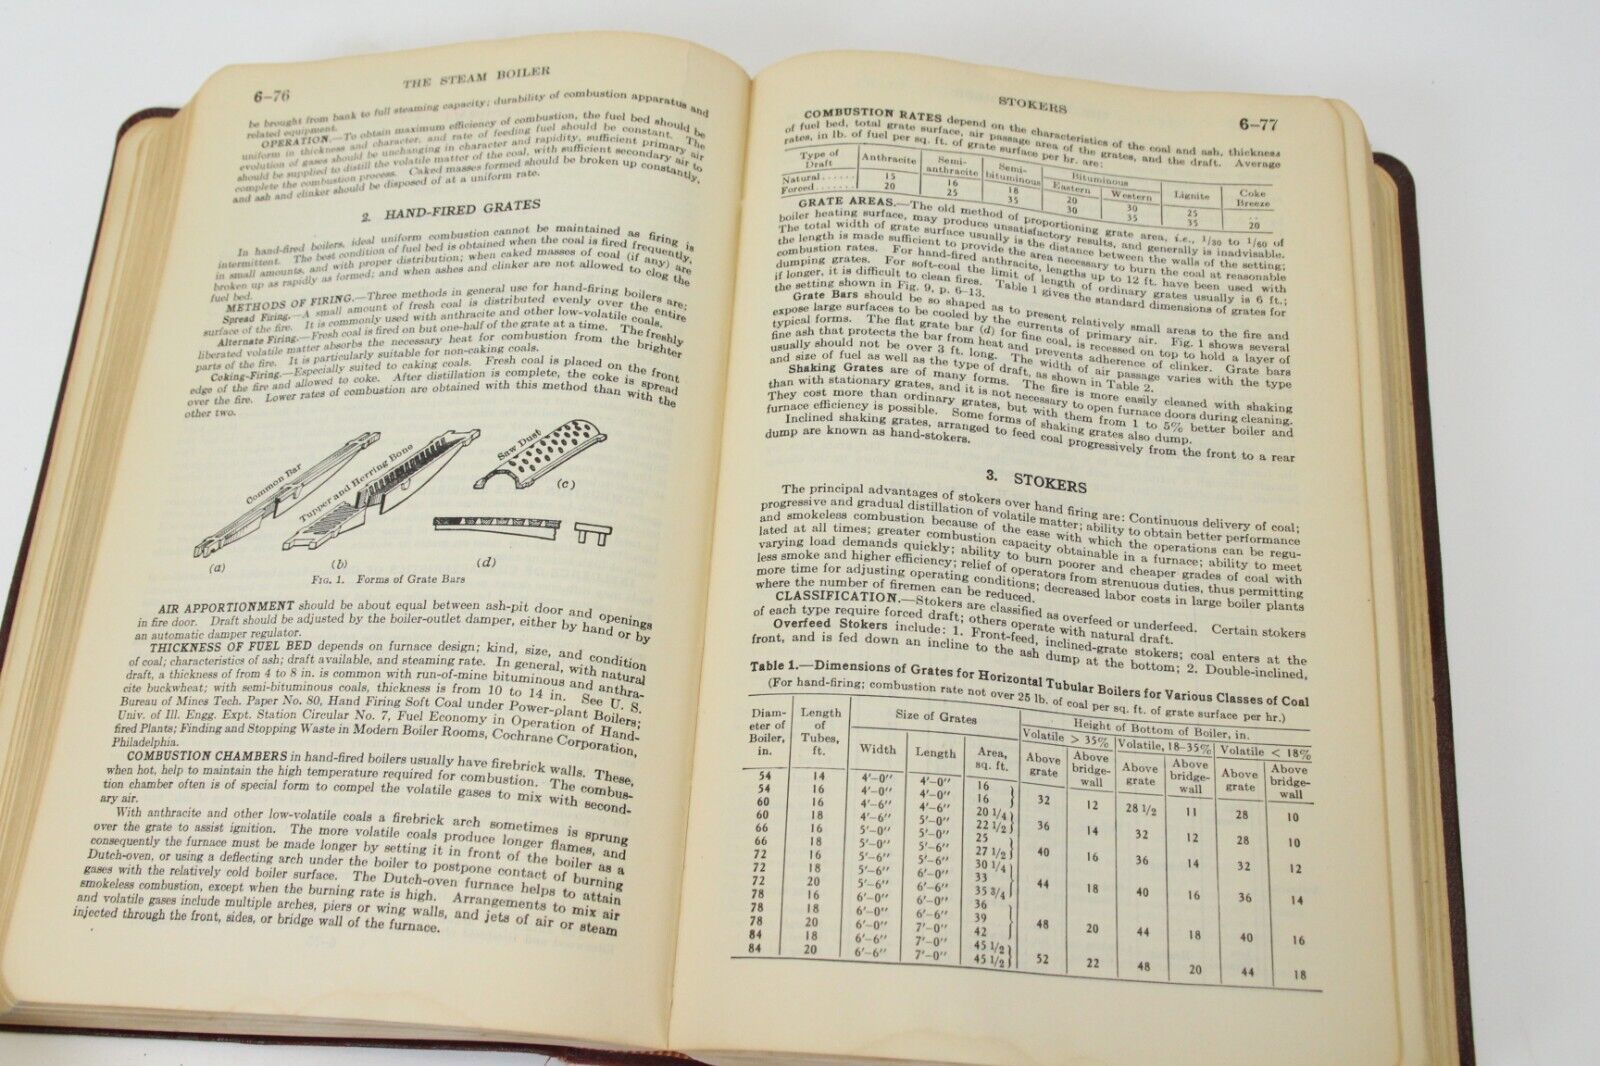 6–76
THE STEAM BOILER
be brought from bank to full steaming capacity; durability of combustion apparatus and
related equipment.
OPERATION.—To obtain maximum efficiency of combustion, the fuel bed should be
uniform in thickness and character, and rate of feeding fuel should be constant. The
evolution of gases should be unchanging in character and rapidity, sufficient primary air
should be supplied to distill the volatile matter of the coal, with sufficient secondary air to
complete the combustion process. Caked masses formed should be broken up constantly,
and ash and clinker should be disposed of at a uniform rate.
2. HAND-FIRED GRATES
In hand-fired boilers, ideal uniform combustion cannot be maintained as firing is
intermittent. The best condition of fuel bed is obtained when the coal is fired frequently,
in small amounts, and with proper distribution; when caked masses of coal (if any) are
broken up as rapidly as formed; and when ashes and clinker are not allowed to clog the
fuel bed.
METHODS OF FIRING.—Three methods in general use for hand-firing boilers are:
Spread Firing.—A small amount of fresh coal is distributed evenly over the entire
surface of the fire. It is commonly used with anthracite and other low-volatile coals.
Alternate Firing.—Fresh coal is fired on but one-half of the grate at a time. The freshly
liberated volatile matter absorbs the necessary heat for combustion from the brighter
parts of the fire. It is particularly suitable for non-caking coals.
Coking-Firing.—Especially suited to caking coals. Fresh coal is placed on the front
edge of the fire and allowed to coke. After distillation is complete, the coke is spread
over the fire. Lower rates of combustion are obtained with this method than with the
other two.
Common Bar
Tupper and Herring Bone
Saw Dust
(c)
(a)
(b)
(d)
FIG. 1. Forms of Grate Bars
AIR APPORTIONMENT should be about equal between ash-pit door and openings
in fire door. Draft should be adjusted by the boiler-outlet damper, either by hand or by
an automatic damper regulator.
THICKNESS OF FUEL BED depends on furnace design; kind, size, and condition
of coal; characteristics of ash; draft available, and steaming rate. In general, with natural
draft, a thickness of from 4 to 8 in. is common with run-of-mine bituminous and anthra-
cite buckwheat; with semi-bituminous coals, thickness is from 10 to 14 in. See U. S.
Bureau of Mines Tech. Paper No. 80, Hand Firing Soft Coal under Power-plant Boilers;
Univ. of Ill. Engg. Expt. Station Circular No. 7, Fuel Economy in Operation of Hand-
fired Plants; Finding and Stopping Waste in Modern Boiler Rooms, Cochrane Corporation,
Philadelphia.
COMBUSTION CHAMBERS in hand-fired boilers usually have firebrick walls. These,
when hot, help to maintain the high temperature required for combustion. The combus-
tion chamber often is of special form to compel the volatile gases to mix with second-
ary air.
With anthracite and other low-volatile coals a firebrick arch sometimes is sprung
over the grate to assist ignition. The more volatile coals produce longer flames, and
consequently the furnace must be made longer by setting it in front of the boiler as a
Dutch-oven, or using a deflecting arch under the boiler to postpone contact of burning
gases with the relatively cold boiler surface. The Dutch-oven furnace helps to attain
smokeless combustion, except when the burning rate is high. Arrangements to mix air
and volatile gases include multiple arches, piers or wing walls, and jets of air or steam
injected through the front, sides, or bridge wall of the furnace.
STOKERS
6–77
COMBUSTION RATES depend on the characteristics of the coal and ash, thickness
of fuel bed, total grate surface, air passage area of the grates, and the draft. Average
rates, in lb. of fuel per sq. ft. of grate surface per hr. are:
Type of Draft | Anthracite | Semi-anthracite | Semi-bituminous | Bituminous Eastern | Western | Lignite | Coke Breeze
Natural...... 15 16 18 20 30 25 ..
Forced....... 20 25 35 30 35 35 20
GRATE AREAS.—The old method of proportioning grate area, i.e., 1/30 to 1/60 of
boiler heating surface, may produce unsatisfactory results, and generally is inadvisable.
The total width of grate surface usually is the distance between the walls of the setting;
the length is made sufficient to provide the area necessary to burn the coal at reasonable
combustion rates. For hand-fired anthracite, lengths up to 12 ft. have been used with
dumping grates. For soft-coal the limit of length of ordinary grates usually is 6 ft.;
if longer, it is difficult to clean fires. Table 1 gives the standard dimensions of grates for
the setting shown in Fig. 9, p. 6–13.
Grate Bars should be so shaped as to present relatively small areas to the fire and
expose large surfaces to be cooled by the currents of primary air. Fig. 1 shows several
typical forms. The flat grate bar (d) for fine coal, is recessed on top to hold a layer of
fine ash that protects the bar from heat and prevents adherence of clinker. Grate bars
usually should not be over 3 ft. long. The width of air passage varies with the type
and size of fuel as well as the type of draft, as shown in Table 2.
Shaking Grates are of many forms. The fire is more easily cleaned with shaking
than with stationary grates, and it is not necessary to open furnace doors during cleaning.
They cost more than ordinary grates, but with them from 1 to 5% better boiler and
furnace efficiency is possible. Some forms of shaking grates also dump.
Inclined shaking grates, arranged to feed coal progressively from the front to a rear
dump are known as hand-stokers.
3. STOKERS
The principal advantages of stokers over hand firing are: Continuous delivery of coal;
progressive and gradual distillation of volatile matter; ability to obtain better performance
and smokeless combustion because of the ease with which the operations can be regu-
lated at all times; greater combustion capacity obtainable in a furnace; ability to meet
varying load demands quickly; ability to burn poorer and cheaper grades of coal with
less smoke and higher efficiency; relief of operators from strenuous duties, thus permitting
more time for adjusting operating conditions; decreased labor costs in large boiler plants
where the number of firemen can be reduced.
CLASSIFICATION.—Stokers are classified as overfeed or underfeed. Certain stokers
of each type require forced draft; others operate with natural draft.
Overfeed Stokers include: 1. Front-feed, inclined-grate stokers; coal enters at the
front, and is fed down an incline to the ash dump at the bottom; 2. Double-inclined,
Table 1.—Dimensions of Grates for Horizontal Tubular Boilers for Various Classes of Coal
(For hand-firing; combustion rate not over 25 lb. of coal per sq. ft. of grate surface per hr.)
Diam-eter of Boiler, in. | Length of Tubes, ft. | Size of Grates | Height of Bottom of Boiler, in.
Volatile > 35% | Volatile, 18–35% | Volatile < 18%
Width | Length | Area, sq. ft. | Above grate | Above bridge-wall | Above grate | Above bridge-wall | Above grate | Above bridge-wall
54 14 4′–0″ 4′–0″ 16
54 16 4′–0″ 4′–0″ 16 32 12 28 1/2 11 28 10
60 16 4′–6″ 4′–6″ 20 1/4
60 18 4′–6″ 5′–0″ 22 1/2 36 14 32 12 28 10
66 16 5′–0″ 5′–0″ 25
66 18 5′–0″ 5′–6″ 27 1/2 40 16 36 14 32 12
72 16 5′–6″ 5′–6″ 30 1/4
72 18 5′–6″ 6′–0″ 33 44 18 40 16 36 14
72 20 5′–6″ 6′–6″ 35 3/4
78 16 6′–0″ 6′–0″ 36
78 18 6′–0″ 6′–6″ 39 48 20 44 18 40 16
78 20 6′–0″ 7′–0″ 42
84 18 6′–6″ 7′–0″ 45 1/2
84 20 6′–6″ 7′–0″ 45 1/2 52 22 48 20 44 18